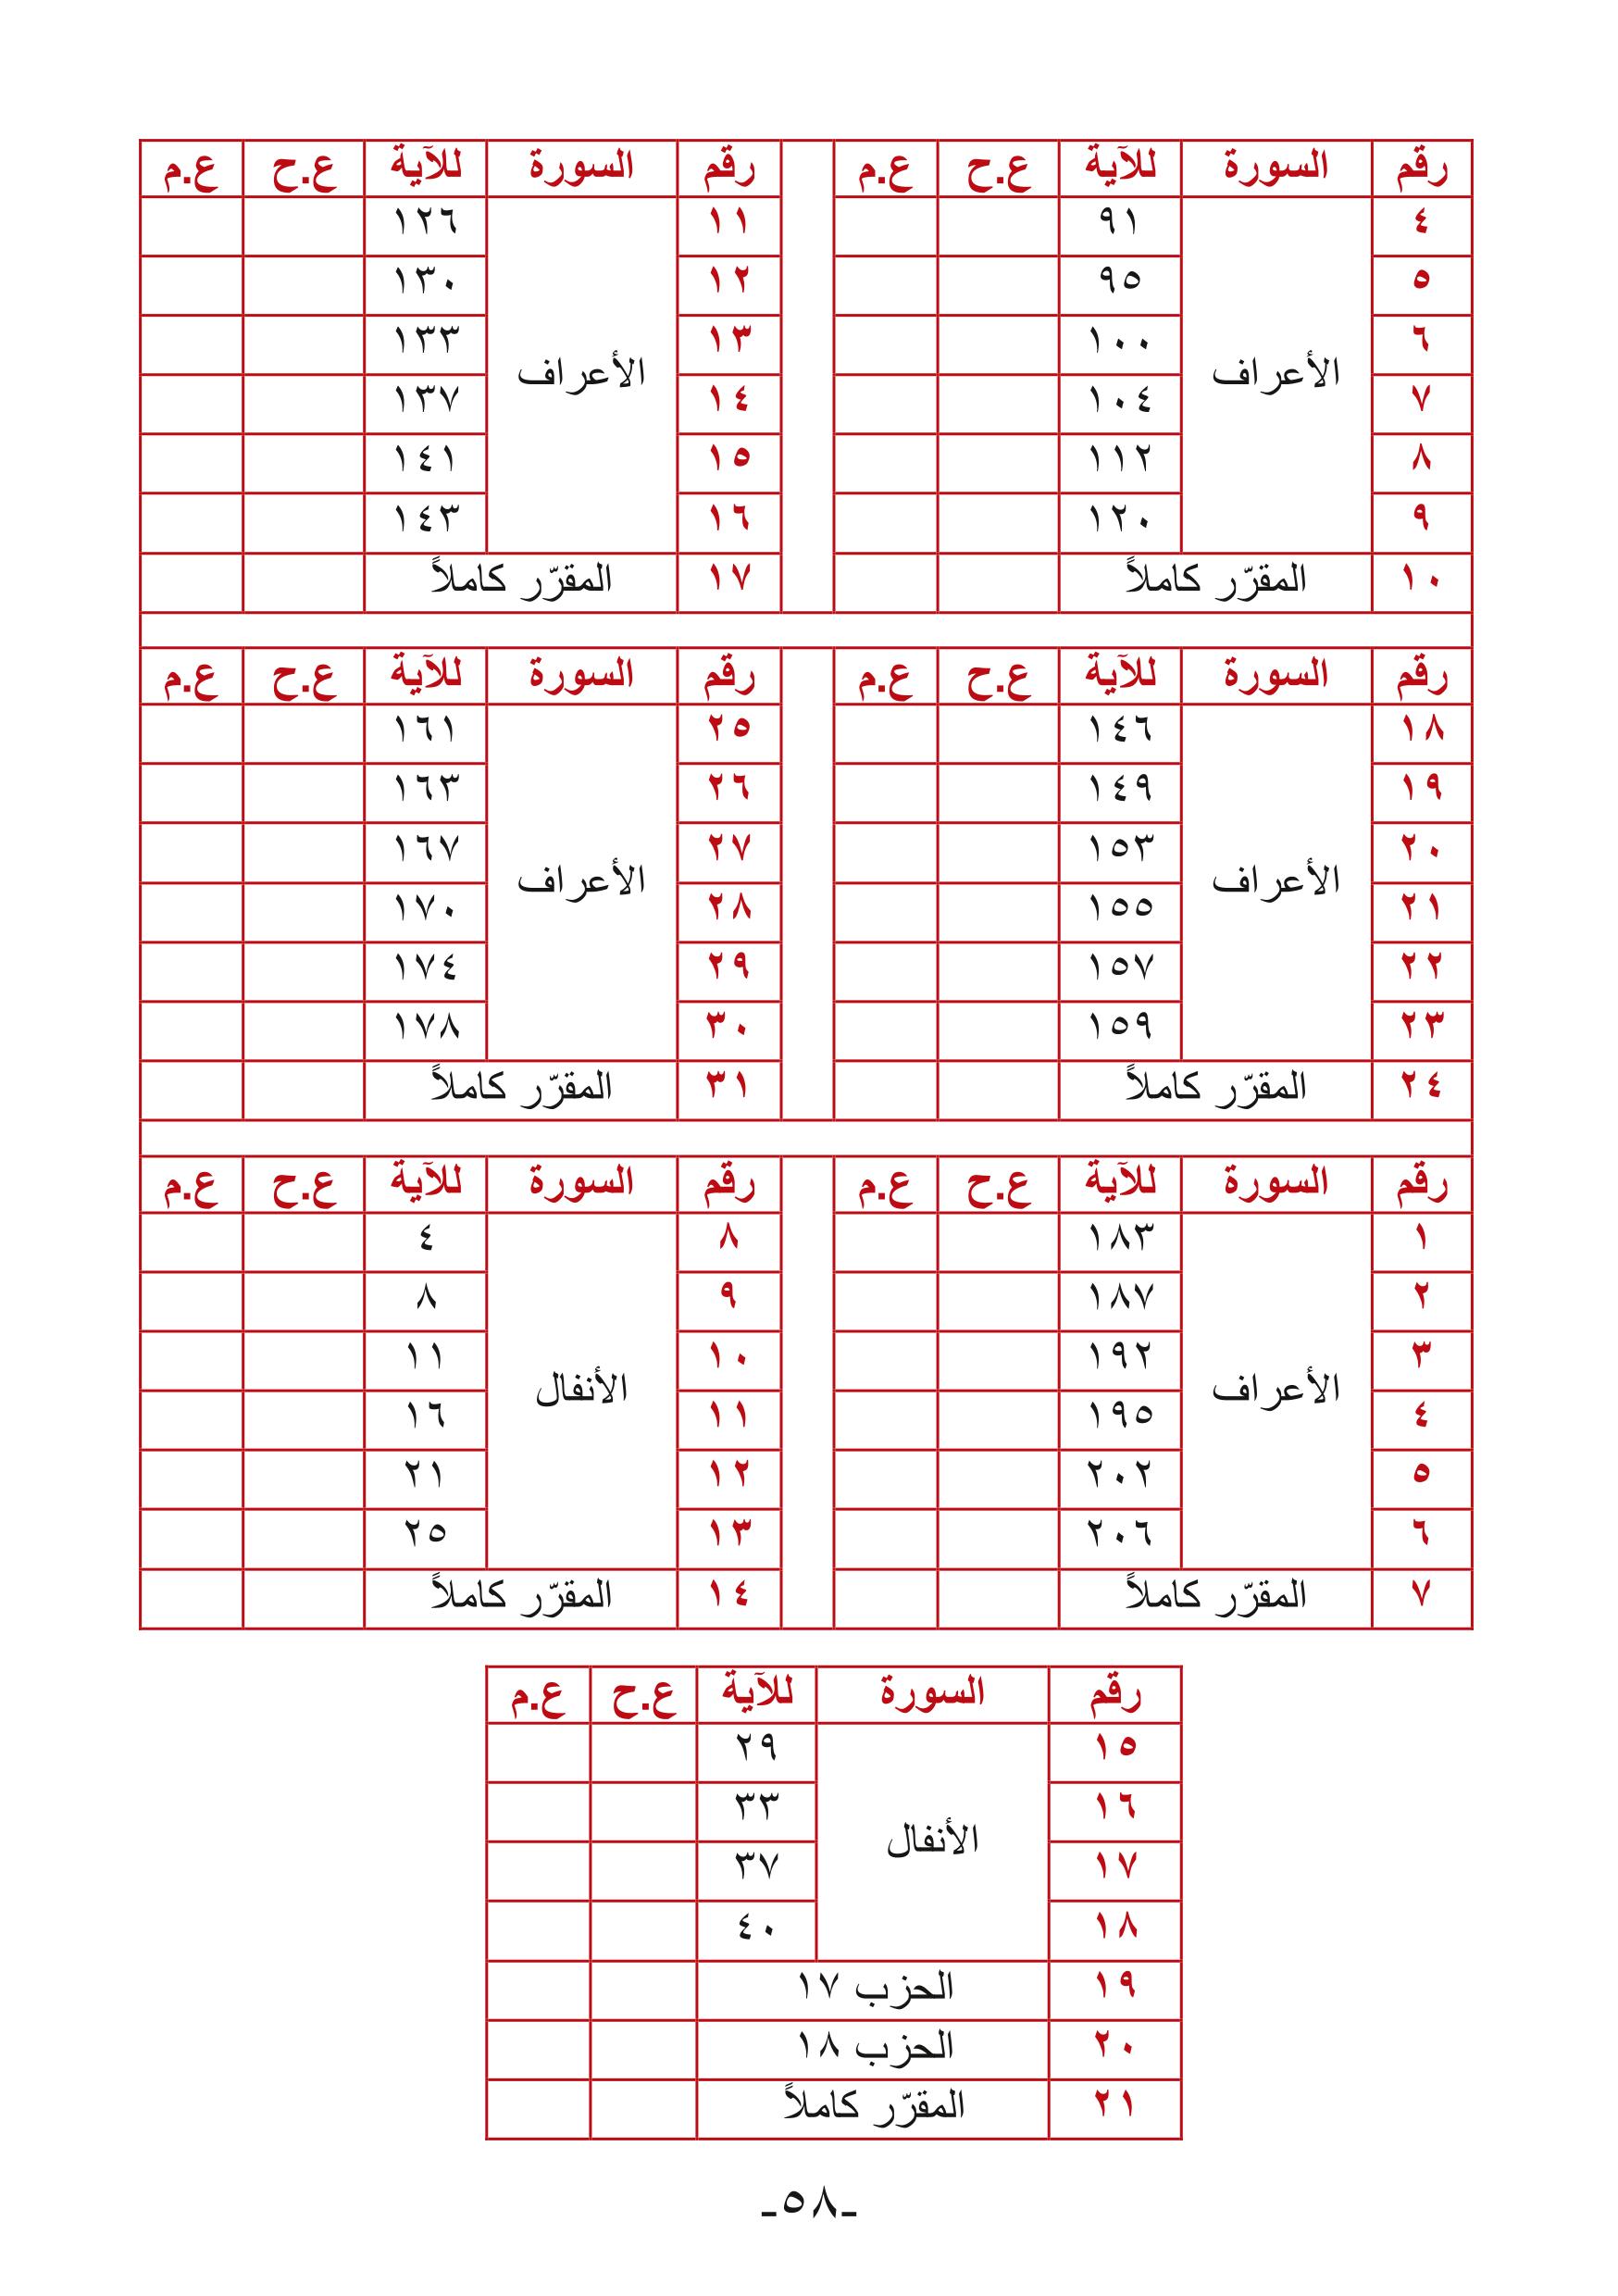 رقم السورة للآية ع.ح ع.م رقم السورة للآية ع.ح ع.م
٤ ٩١ ١١ ١٢٦
٥ ٩٥ ١٢ ١٣٠
٦ ١٠٠ ١٣ ١٣٣
الأعراف الأعراف
٧ ١٠٤ ١٤ ١٣٧
٨ ١١٢ ١٥ ١٤١
٩ ١٢٠ ١٦ ١٤٣
١٠ المقرّر كاملاً ١٧ المقرّر كاملاً
رقم السورة للآية ع.ح ع.م رقم السورة للآية ع.ح ع.م
١٨ ١٤٦ ٢٥ ١٦١
١٩ ١٤٩ ٢٦ ١٦٣
٢٠ ١٥٣ ٢٧ ١٦٧
الأعراف الأعراف
٢١ ١٥٥ ٢٨ ١٧٠
٢٢ ١٥٧ ٢٩ ١٧٤
٢٣ ١٥٩ ٣٠ ١٧٨
٢٤ المقرّر كاملاً ٣١ المقرّر كاملاً
رقم السورة للآية ع.ح ع.م رقم السورة للآية ع.ح ع.م
١ ١٨٣ ٨ ٤
٢ ١٨٧ ٩ ٨
٣ ١٩٢ ١٠ ١١
الأعراف الأنفال
٤ ١٩٥ ١١ ١٦
٥ ٢٠٢ ١٢ ٢١
٦ ٢٠٦ ١٣ ٢٥
٧ المقرّر كاملاً ١٤ المقرّر كاملاً
رقم السورة للآية ع.ح ع.م
١٥ ٢٩
١٦ ٣٣
الأنفال
١٧ ٣٧
١٨ ٤٠
١٩ الحزب ١٧
٢٠ الحزب ١٨
٢١ المقرّر كاملاً
-٥٨-